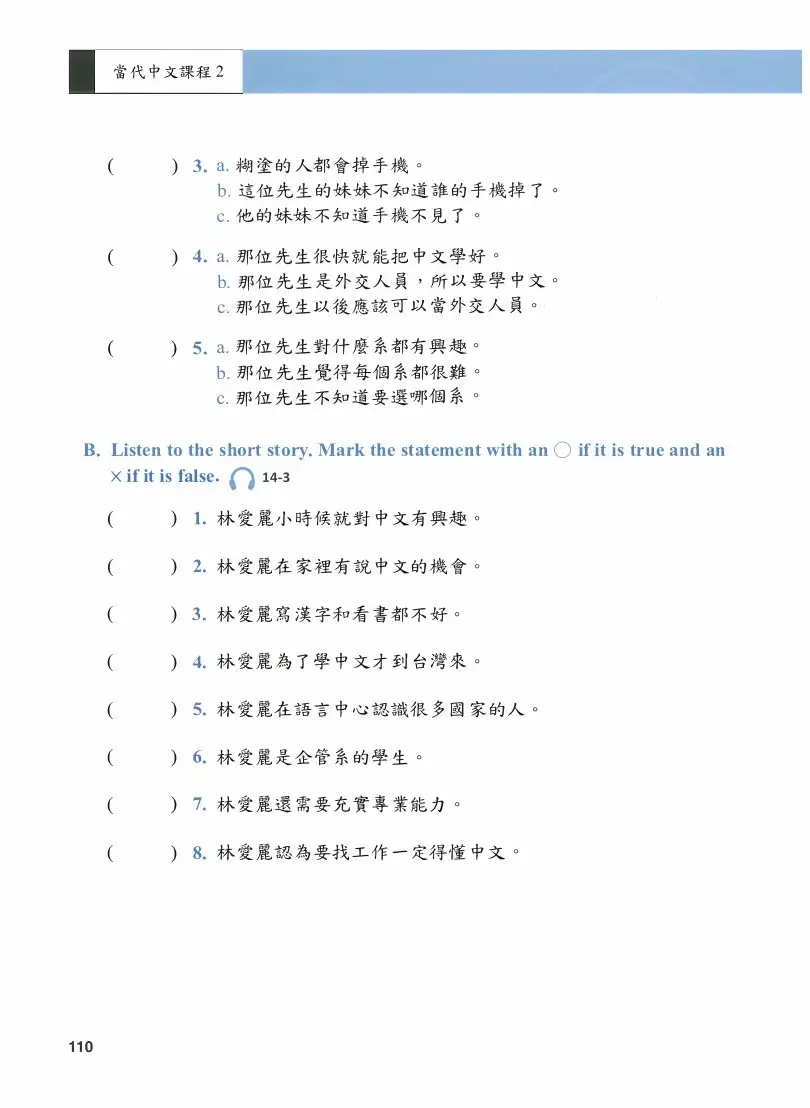 當代中文課程 2
( ) 3. a. 糊塗的人都會掉手機。
b. 這位先生的妹妹不知道誰的手機掉了。
c. 他的妹妹不知道手機不見了。
( ) 4. a. 那位先生很快就能把中文學好。
b. 那位先生是外交人員，所以要學中文。
c. 那位先生以後應該可以當外交人員。
( ) 5. a. 那位先生對什麼系都有興趣。
b. 那位先生覺得每個系都很難。
c. 那位先生不知道要選哪個系。
B. Listen to the short story. Mark the statement with an ○ if it is true and an
× if it is false. 14-3
( ) 1. 林愛麗小時候就對中文有興趣。
( ) 2. 林愛麗在家裡有說中文的機會。
( ) 3. 林愛麗寫漢字和看書都不好。
( ) 4. 林愛麗為了學中文才到台灣來。
( ) 5. 林愛麗在語言中心認識很多國家的人。
( ) 6. 林愛麗是企管系的學生。
( ) 7. 林愛麗還需要充實專業能力。
( ) 8. 林愛麗認為要找工作一定得懂中文。
110